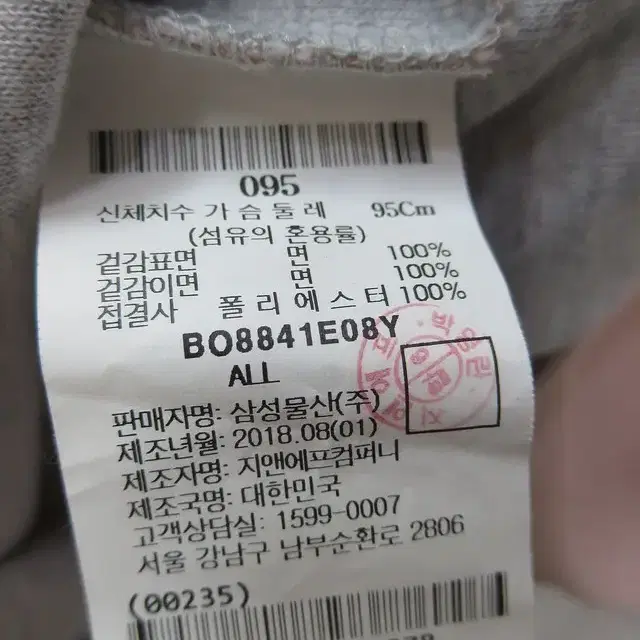 095
신체치수 가 슴 둘 레 95Cm
(섬유의 혼용률)
겉감표면 면 100%
겉감이면 면 100%
접결사 폴 리 에 스 터 100%
BO8841E08Y
ALL
판매자명: 삼성물산(주)
제조년월: 2018.08(01)
제조자명: 지앤에프컴퍼니
제조국명: 대한민국
고객상담실: 1599-0007
서울 강남구 남부순환로 2806
(00235)